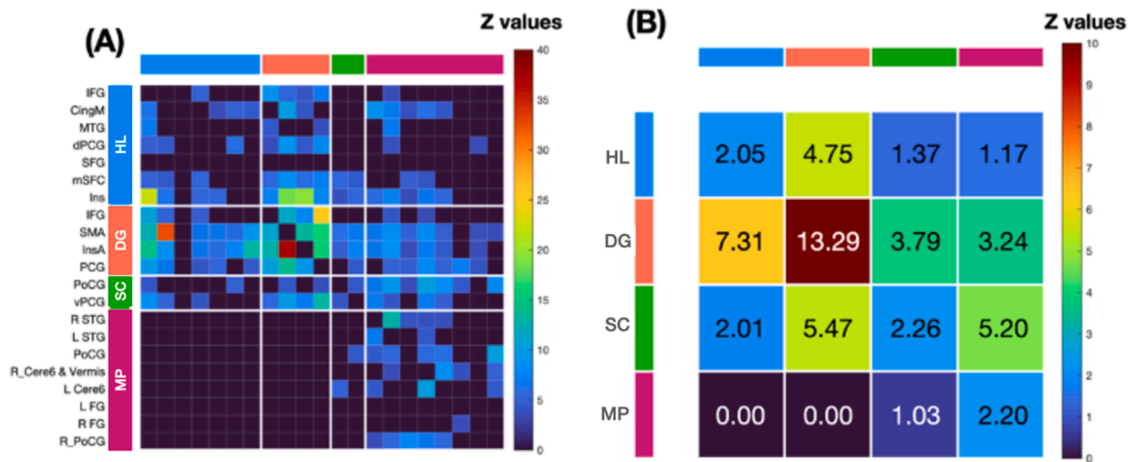 (A)
Z values
40
35
30
25
20
15
10
5
0
HL
IFG
CingM
MTG
dPCG
SFG
mSFC
Ins
DG
IFG
SMA
InsA
PCG
SC
PoCG
vPCG
MP
R STG
L STG
PoCG
R_Cere6 & Vermis
L Cere6
L FG
R FG
R_PoCG
(B)
Z values
10
9
8
7
6
5
4
3
2
1
0
HL 2.05 4.75 1.37 1.17
DG 7.31 13.29 3.79 3.24
SC 2.01 5.47 2.26 5.20
MP 0.00 0.00 1.03 2.20